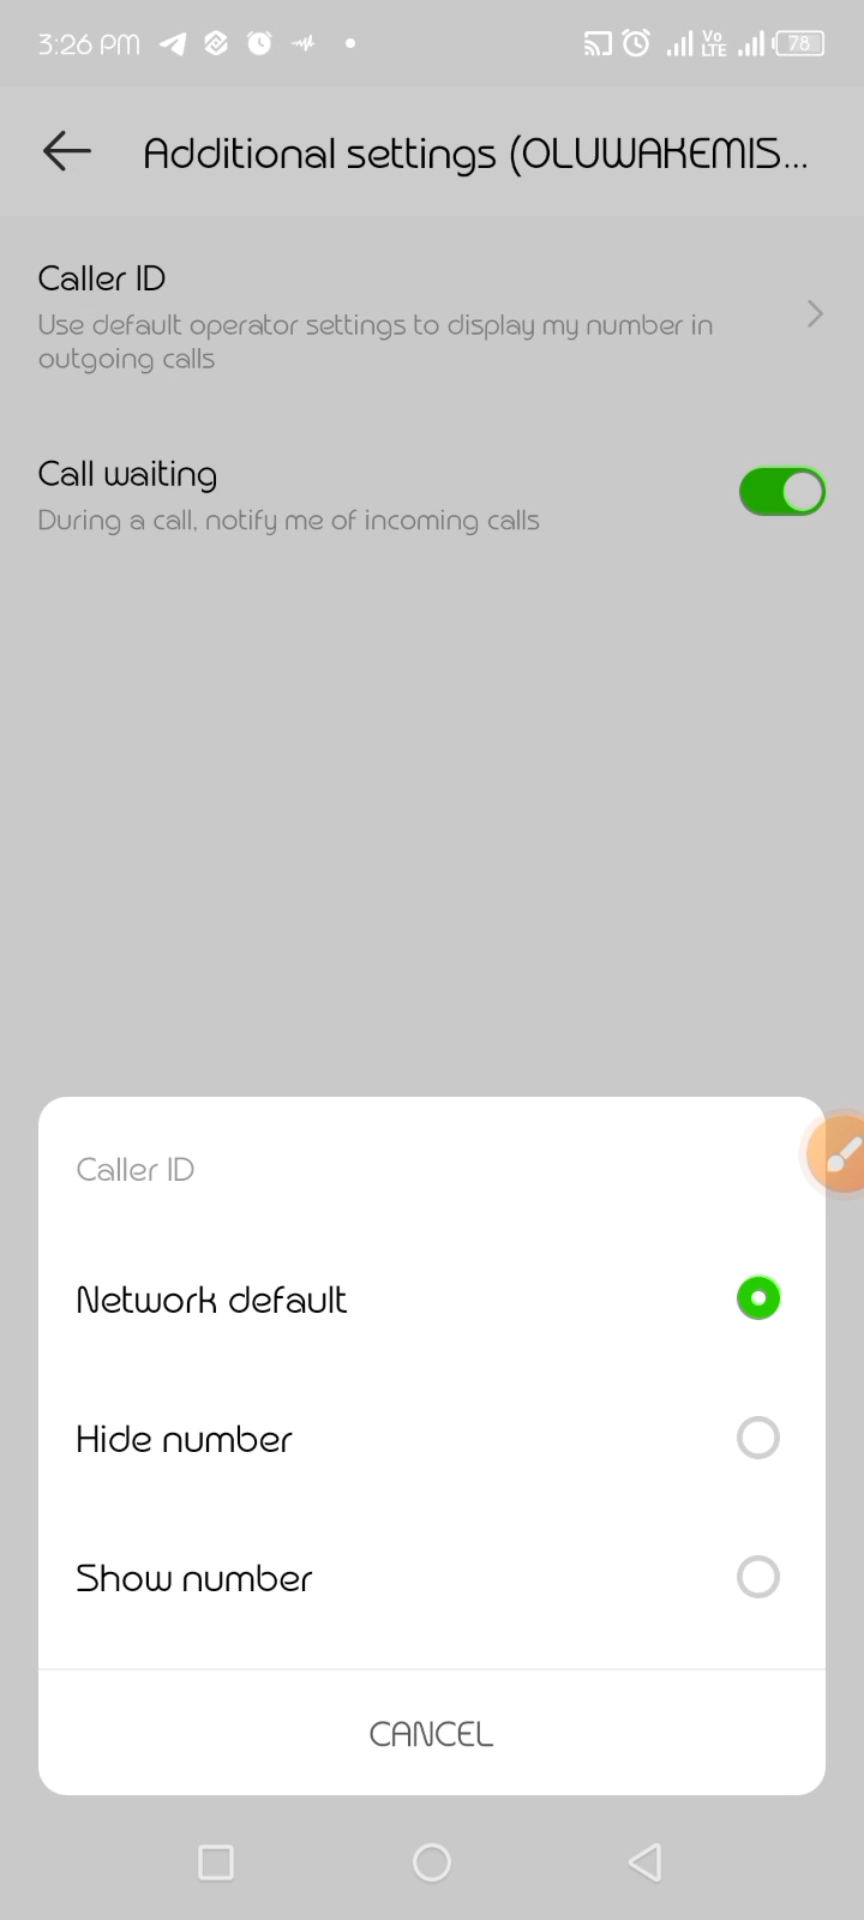 3:26 PM Vo LTE 78
Additional settings (OLUWAKEMIS...
Caller ID
Use default operator settings to display my number in
outgoing calls
Call waiting
During a call, notify me of incoming calls
Caller ID
Network default
Hide number
Show number
CANCEL